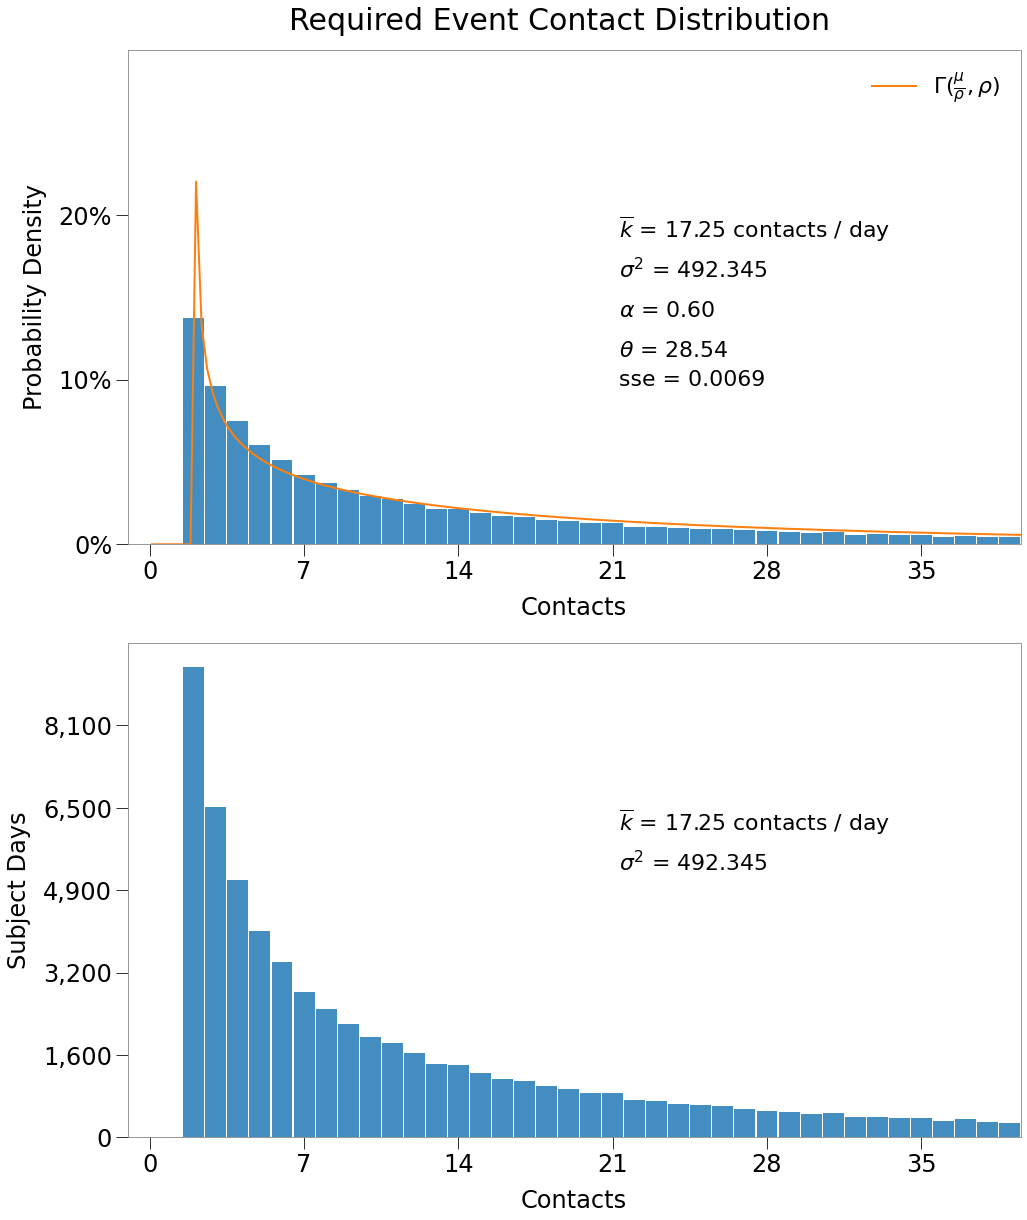 Required Event Contact Distribution
Γ(μ/ρ, ρ)
Probability Density
20%
10%
0%
k̅ = 17.25 contacts / day
σ² = 492.345
α = 0.60
θ = 28.54
sse = 0.0069
0 7 14 21 28 35
Contacts
Subject Days
8,100
6,500
4,900
3,200
1,600
0
k̅ = 17.25 contacts / day
σ² = 492.345
0 7 14 21 28 35
Contacts